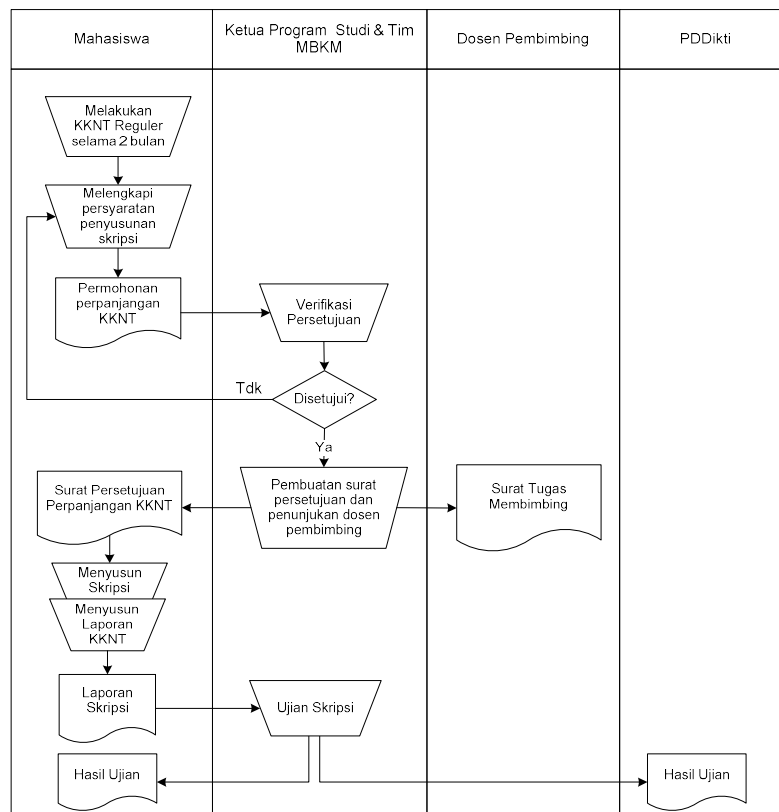 Mahasiswa
Ketua Program Studi & Tim
MBKM
Dosen Pembimbing
PDDikti
Melakukan
KKNT Reguler
selama 2 bulan
Melengkapi
persyaratan
penyusunan
skripsi
Permohonan
perpanjangan
KKNT
Verifikasi
Persetujuan
Tdk
Disetujui?
Ya
Surat Persetujuan
Perpanjangan KKNT
Pembuatan surat
persetujuan dan
penunjukan dosen
pembimbing
Surat Tugas
Membimbing
Menyusun
Skripsi
Menyusun
Laporan
KKNT
Laporan
Skripsi
Ujian Skripsi
Hasil Ujian
Hasil Ujian